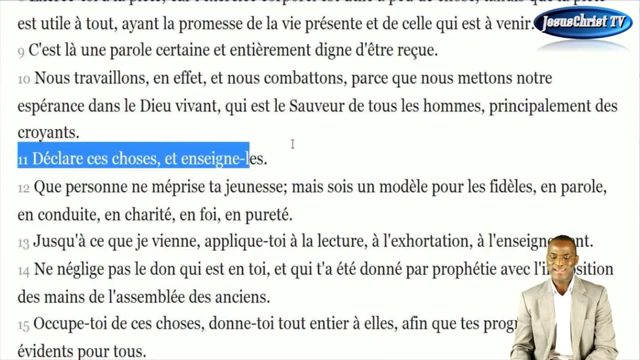 JesusChrist TV
est utile à tout, ayant la promesse de la vie présente et de celle qui est à venir.
9 C'est là une parole certaine et entièrement digne d'être reçue.
10 Nous travaillons, en effet, et nous combattons, parce que nous mettons notre
espérance dans le Dieu vivant, qui est le Sauveur de tous les hommes, principalement des
croyants.
11 Déclare ces choses, et enseigne-les.
12 Que personne ne méprise ta jeunesse; mais sois un modèle pour les fidèles, en parole,
en conduite, en charité, en foi, en pureté.
13 Jusqu'à ce que je vienne, applique-toi à la lecture, à l'exhortation, à l'enseignement.
14 Ne néglige pas le don qui est en toi, et qui t'a été donné par prophétie avec
des mains de l'assemblée des anciens.
15 Occupe-toi de ces choses, donne-toi tout entier à elles, afin que tes
évidents pour tous.